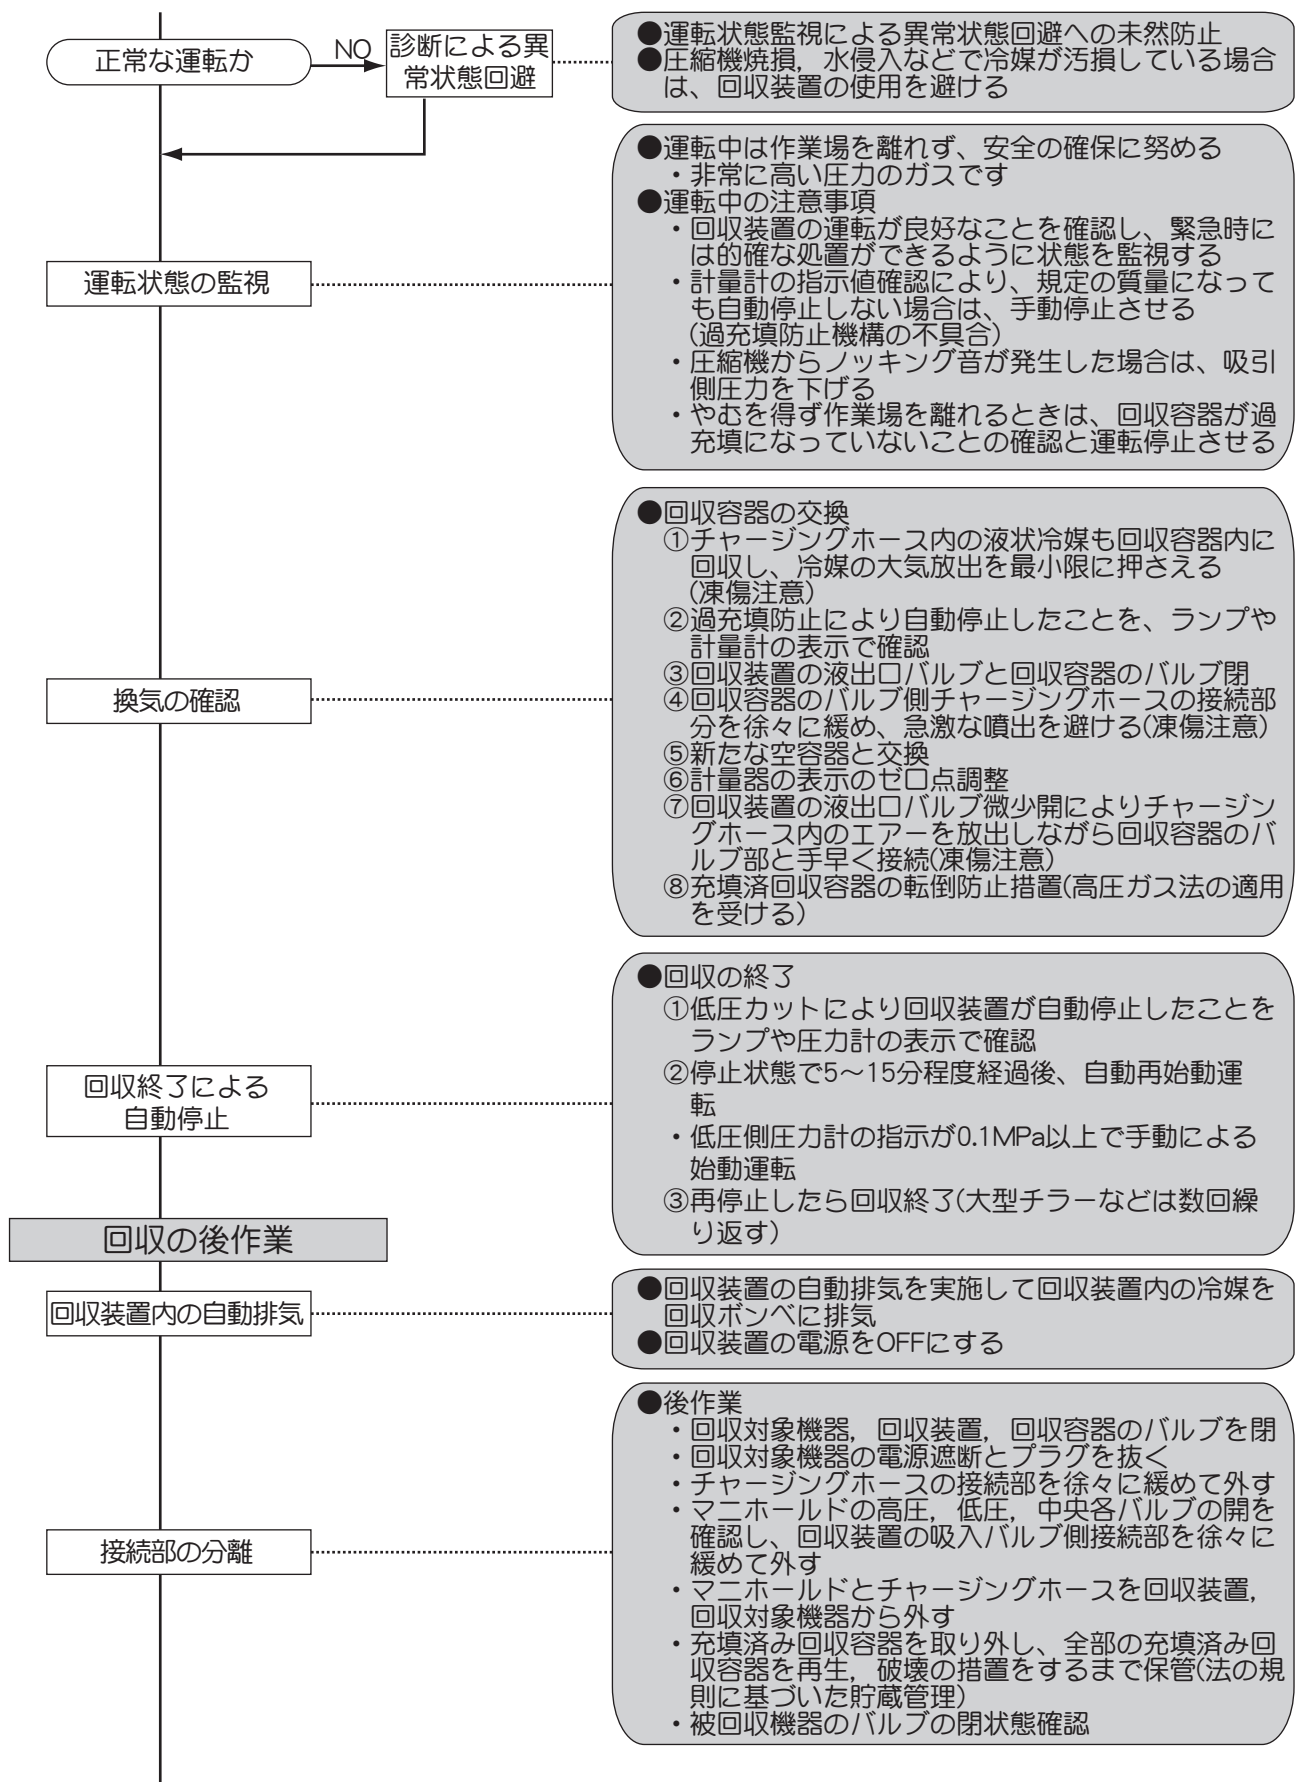 正常な運転か
NO
診断による異
常状態回避
●運転状態監視による異常状態回避への未然防止
●圧縮機焼損，水侵入などで冷媒が汚損している場合
は、回収装置の使用を避ける
運転状態の監視
●運転中は作業場を離れず、安全の確保に努める
・非常に高い圧力のガスです
●運転中の注意事項
・回収装置の運転が良好なことを確認し、緊急時に
は的確な処置ができるように状態を監視する
・計量計の指示値確認により、規定の質量になって
も自動停止しない場合は、手動停止させる
(過充填防止機構の不具合)
・圧縮機からノッキング音が発生した場合は、吸引
側圧力を下げる
・やむを得ず作業場を離れるときは、回収容器が過
充填になっていないことの確認と運転停止させる
換気の確認
●回収容器の交換
①チャージングホース内の液状冷媒も回収容器内に
回収し、冷媒の大気放出を最小限に押さえる
(凍傷注意)
②過充填防止により自動停止したことを、ランプや
計量計の表示で確認
③回収装置の液出口バルブと回収容器のバルブ閉
④回収容器のバルブ側チャージングホースの接続部
分を徐々に緩め、急激な噴出を避ける(凍傷注意)
⑤新たな空容器と交換
⑥計量器の表示のゼロ点調整
⑦回収装置の液出口バルブ微少開によりチャージン
グホース内のエアーを放出しながら回収容器のバ
ルブ部と手早く接続(凍傷注意)
⑧充填済回収容器の転倒防止措置(高圧ガス法の適用
を受ける)
回収終了による
自動停止
●回収の終了
①低圧カットにより回収装置が自動停止したことを
ランプや圧力計の表示で確認
②停止状態で5～15分程度経過後、自動再始動運
転
・低圧側圧力計の指示が0.1MPa以上で手動による
始動運転
③再停止したら回収終了(大型チラーなどは数回繰
り返す)
回収の後作業
回収装置内の自動排気
●回収装置の自動排気を実施して回収装置内の冷媒を
回収ボンベに排気
●回収装置の電源をOFFにする
接続部の分離
●後作業
・回収対象機器，回収装置，回収容器のバルブを閉
・回収対象機器の電源遮断とプラグを抜く
・チャージングホースの接続部を徐々に緩めて外す
・マニホールドの高圧，低圧，中央各バルブの開を
確認し、回収装置の吸入バルブ側接続部を徐々に
緩めて外す
・マニホールドとチャージングホースを回収装置，
回収対象機器から外す
・充填済み回収容器を取り外し、全部の充填済み回
収容器を再生，破壊の措置をするまで保管(法の規
則に基づいた貯蔵管理)
・被回収機器のバルブの閉状態確認